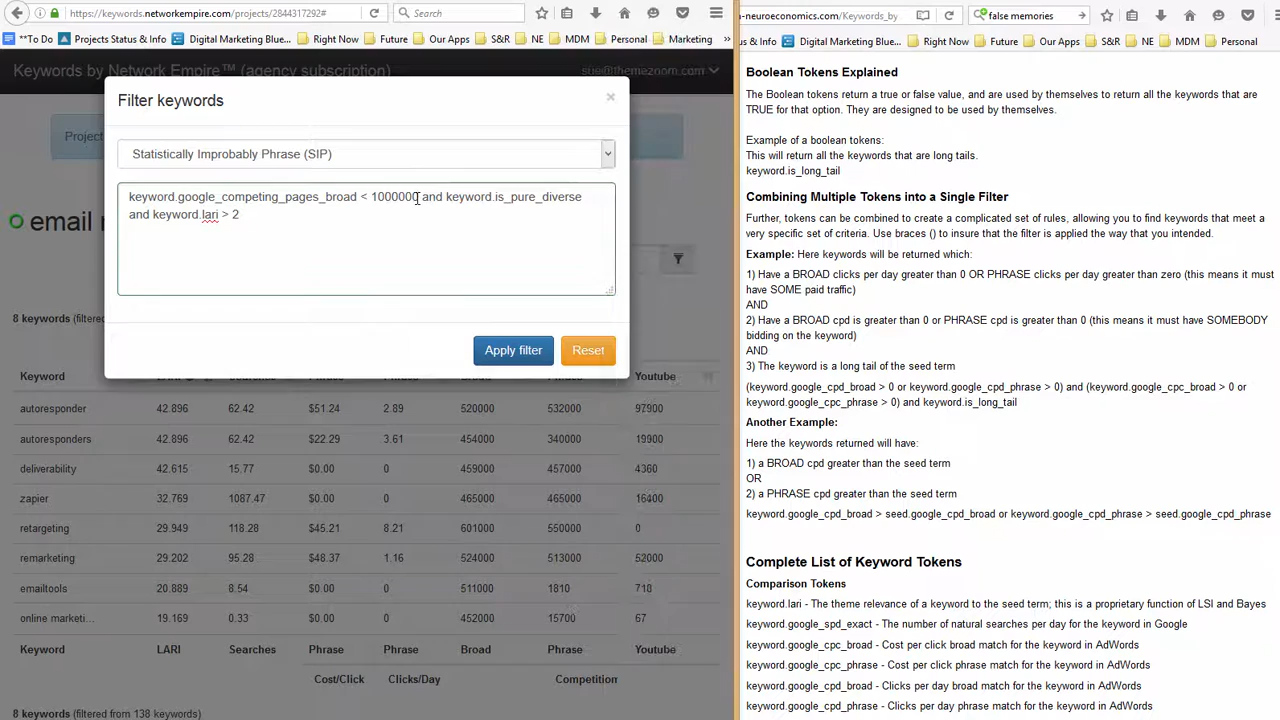 https://keywords.networkempire.com/projects/2844317292#
Search
**To Do
Projects Status & Info
Digital Marketing Blue...
Right Now
Future
Our Apps
S&R
NE
MDM
Personal
Marketing
»
Keywords by Network Empire™ (agency subscription)
sue@themezoom.com
Project
Filter keywords
×
Statistically Improbably Phrase (SIP)
keyword.google_competing_pages_broad < 1000000 and keyword.is_pure_diverse
and keyword.lari > 2
email
Apply filter
Reset
8 keywords (filtered
Keyword LARI Searches Phrase Phrase Broad Phrase Youtube
autoresponder 42.896 62.42 $51.24 2.89 520000 532000 97900
autoresponders 42.896 62.42 $22.29 3.61 454000 340000 19900
deliverability 42.615 15.77 $0.00 0 459000 457000 4360
zapier 32.769 1087.47 $0.00 0 465000 465000 16400
retargeting 29.949 118.28 $45.21 8.21 601000 550000 0
remarketing 29.202 95.28 $48.37 1.16 524000 513000 52000
emailtools 20.889 8.54 $0.00 0 511000 1810 718
online marketi... 19.169 0.33 $0.00 0 452000 15700 67
Keyword LARI Searches Phrase Phrase Broad Phrase Youtube
Cost/Click Clicks/Day Competition
8 keywords (filtered from 138 keywords)
-neuroeconomics.com/Keywords_by
false memories
us & Info
Digital Marketing Blue...
Right Now
Future
Our Apps
S&R
NE
MDM
Personal
Boolean Tokens Explained
The Boolean tokens return a true or false value, and are used by themselves to return all the keywords that are
TRUE for that option. They are designed to be used by themselves.
Example of a boolean tokens:
This will return all the keywords that are long tails.
keyword.is_long_tail
Combining Multiple Tokens into a Single Filter
Further, tokens can be combined to create a complicated set of rules, allowing you to find keywords that meet a
very specific set of criteria. Use braces () to insure that the filter is applied the way that you intended.
Example: Here keywords will be returned which:
1) Have a BROAD clicks per day greater than 0 OR PHRASE clicks per day greater than zero (this means it must
have SOME paid traffic)
AND
2) Have a BROAD cpd is greater than 0 or PHRASE cpd is greater than 0 (this means it must have SOMEBODY
bidding on the keyword)
AND
3) The keyword is a long tail of the seed term
(keyword.google_cpd_broad > 0 or keyword.google_cpd_phrase > 0) and (keyword.google_cpc_broad > 0 or
keyword.google_cpc_phrase > 0) and keyword.is_long_tail
Another Example:
Here the keywords returned will have:
1) a BROAD cpd greater than the seed term
OR
2) a PHRASE cpd greater than the seed term
keyword.google_cpd_broad > seed.google_cpd_broad or keyword.google_cpd_phrase > seed.google_cpd_phrase
Complete List of Keyword Tokens
Comparison Tokens
keyword.lari - The theme relevance of a keyword to the seed term; this is a proprietary function of LSI and Bayes
keyword.google_spd_exact - The number of natural searches per day for the keyword in Google
keyword.google_cpc_broad - Cost per click broad match for the keyword in AdWords
keyword.google_cpc_phrase - Cost per click phrase match for the keyword in AdWords
keyword.google_cpd_broad - Clicks per day broad match for the keyword in AdWords
keyword.google_cpd_phrase - Clicks per day phrase match for the keyword in AdWords